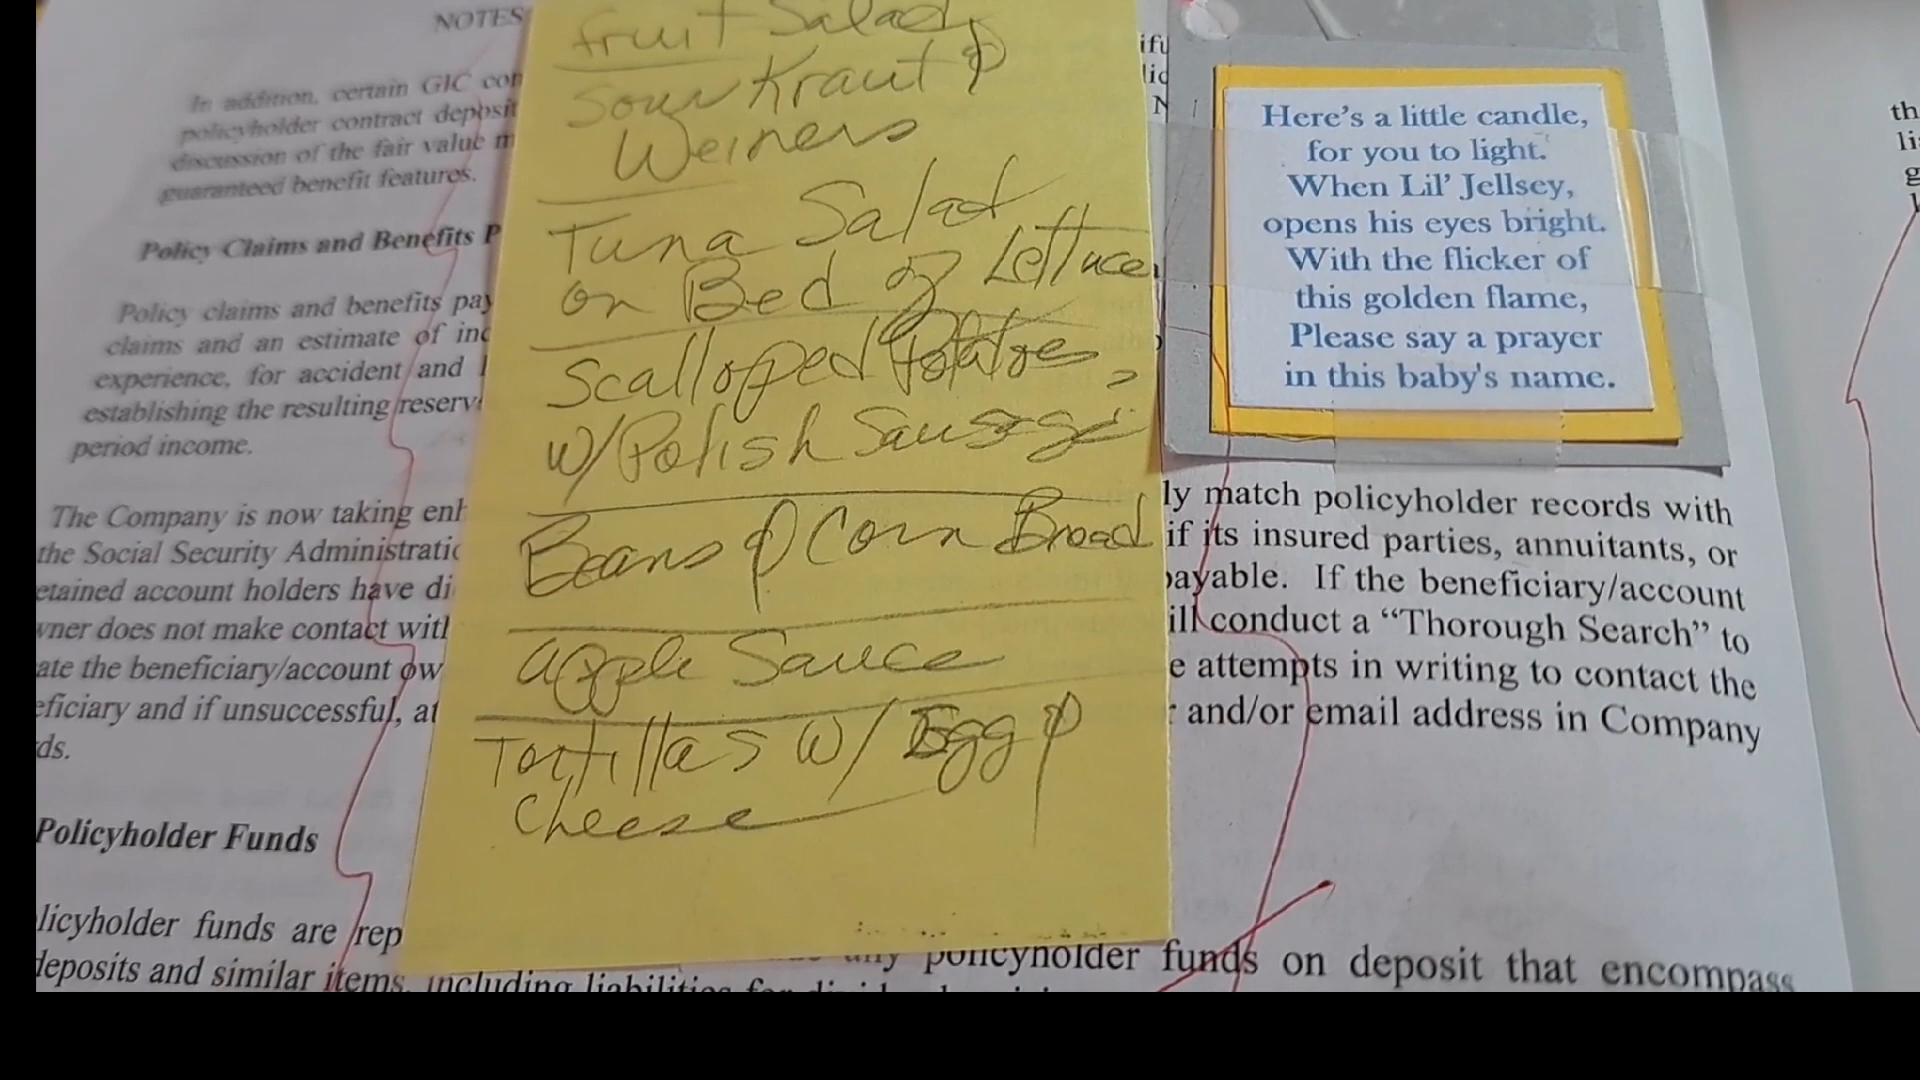 NOTES
In addition, certain GIC con
policyholder contract deposit
discussion of the fair value m
guaranteed benefit features.
Policy Claims and Benefits P
Policy claims and benefits pay
claims and an estimate of inc
experience, for accident and
establishing the resulting reserv
period income.
The Company is now taking enh
the Social Security Administratic
etained account holders have di
wner does not make contact with
ate the beneficiary/account ow
eficiary and if unsuccessful, at
ds.
Policyholder Funds
licyholder funds are rep
deposits and similar items, including liabilities
fruit Salad
Sour Kraut &
Weiners
Tuna Salad
on Bed of Lettuce
Scalloped Potatoes
w/ Polish Sausage
Beans & Corn Bread
apple Sauce
Tortillas w/ Egg &
Cheese
Here's a little candle,
for you to light.
When Lil' Jellsey,
opens his eyes bright.
With the flicker of
this golden flame,
Please say a prayer
in this baby's name.
ly match policyholder records with
if its insured parties, annuitants, or
payable. If the beneficiary/account
ill conduct a “Thorough Search” to
e attempts in writing to contact the
and/or email address in Company
any policyholder funds on deposit that encompass
th
li
g